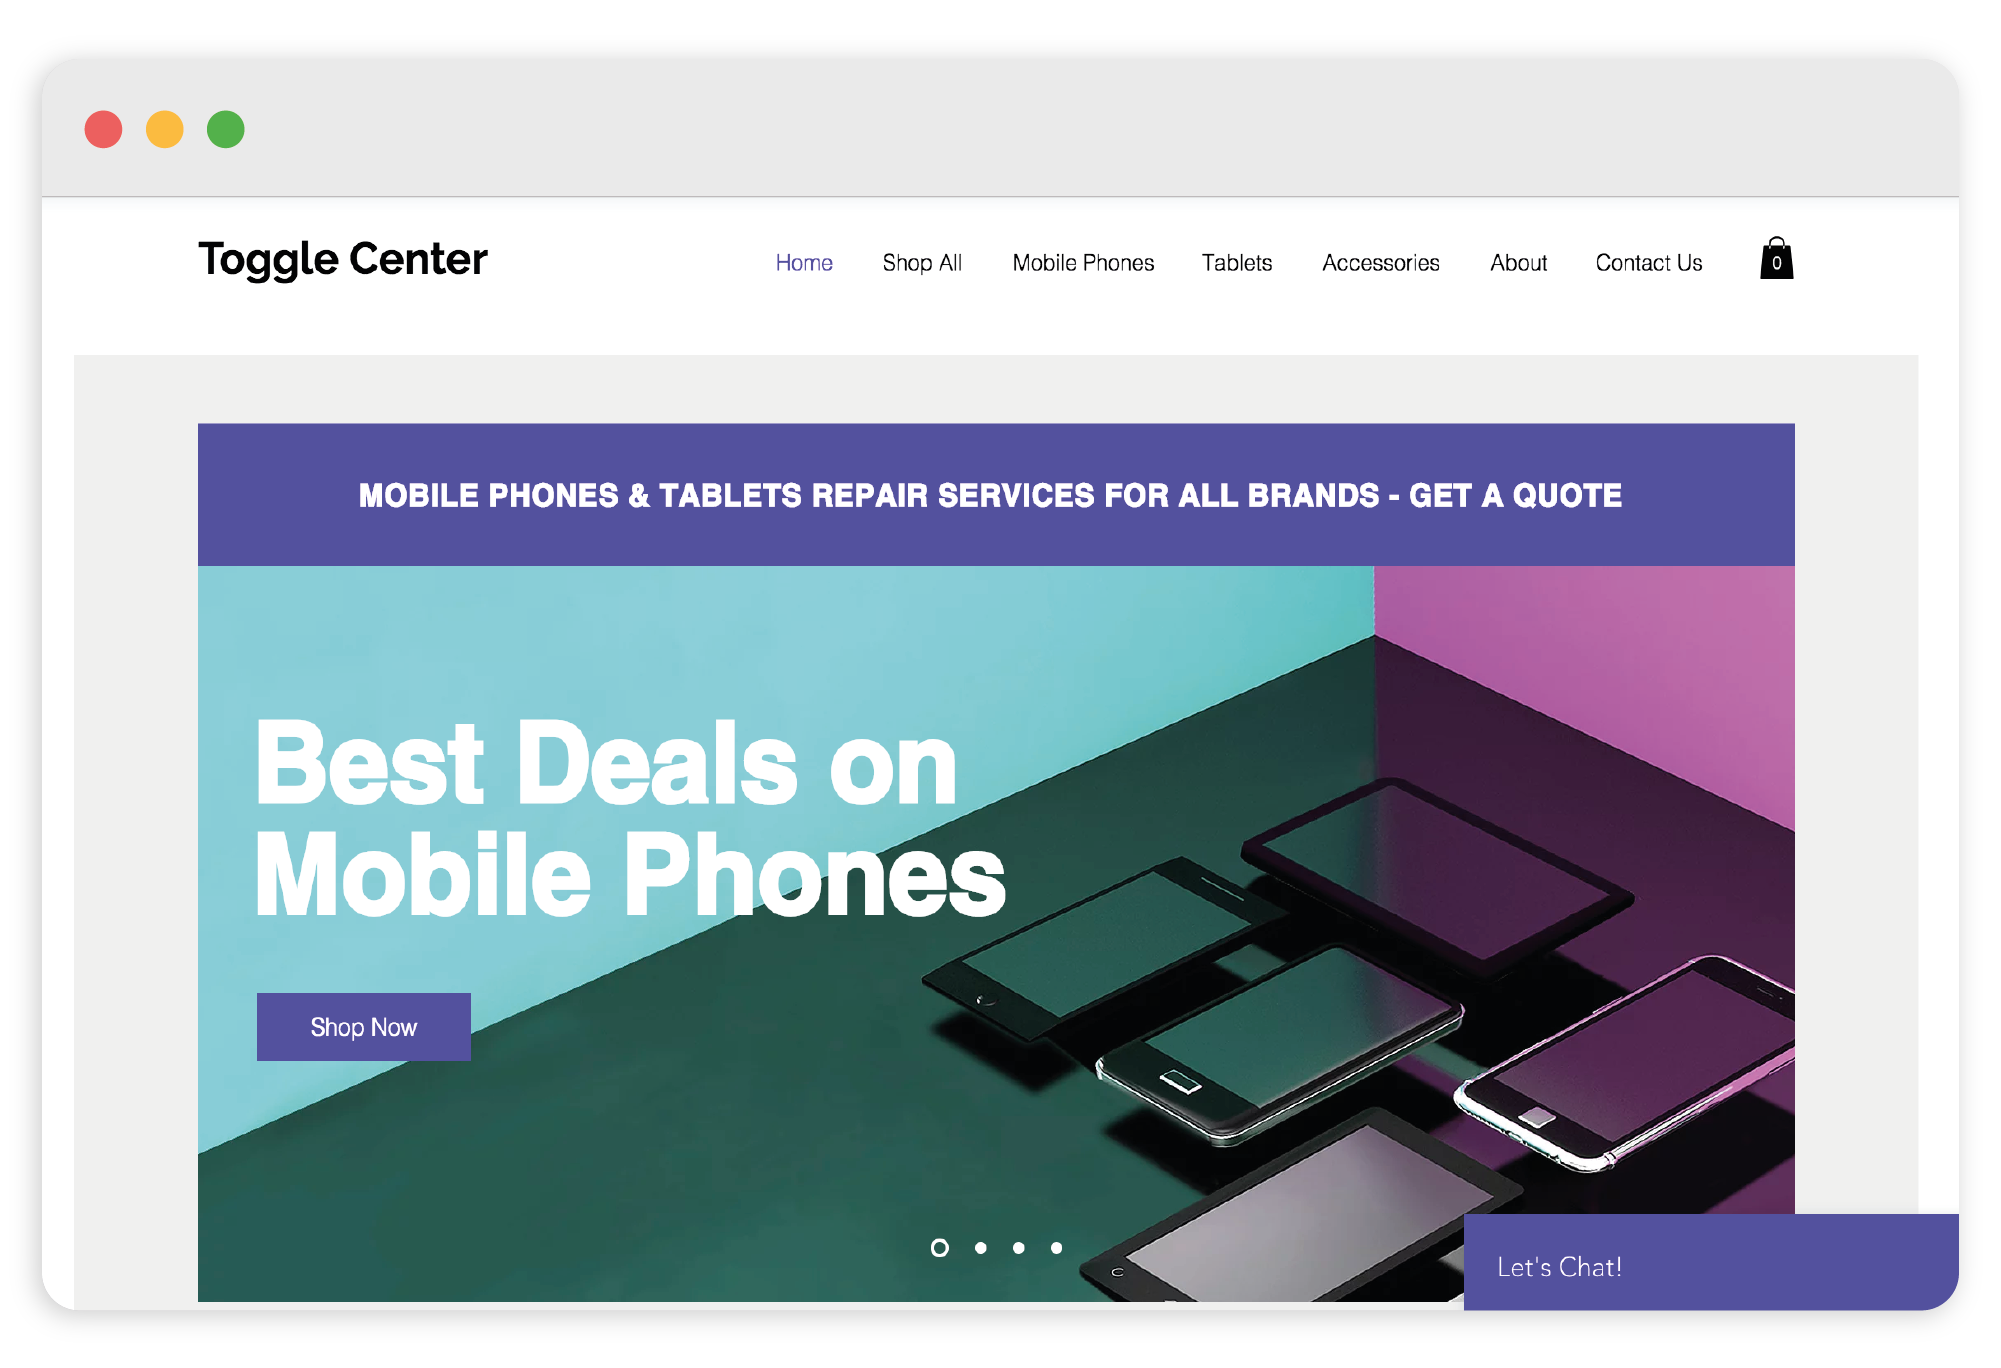 Toggle Center
Home Shop All Mobile Phones Tablets Accessories About Contact Us 0
MOBILE PHONES & TABLETS REPAIR SERVICES FOR ALL BRANDS - GET A QUOTE
Best Deals on
Mobile Phones
Shop Now
Let's Chat!